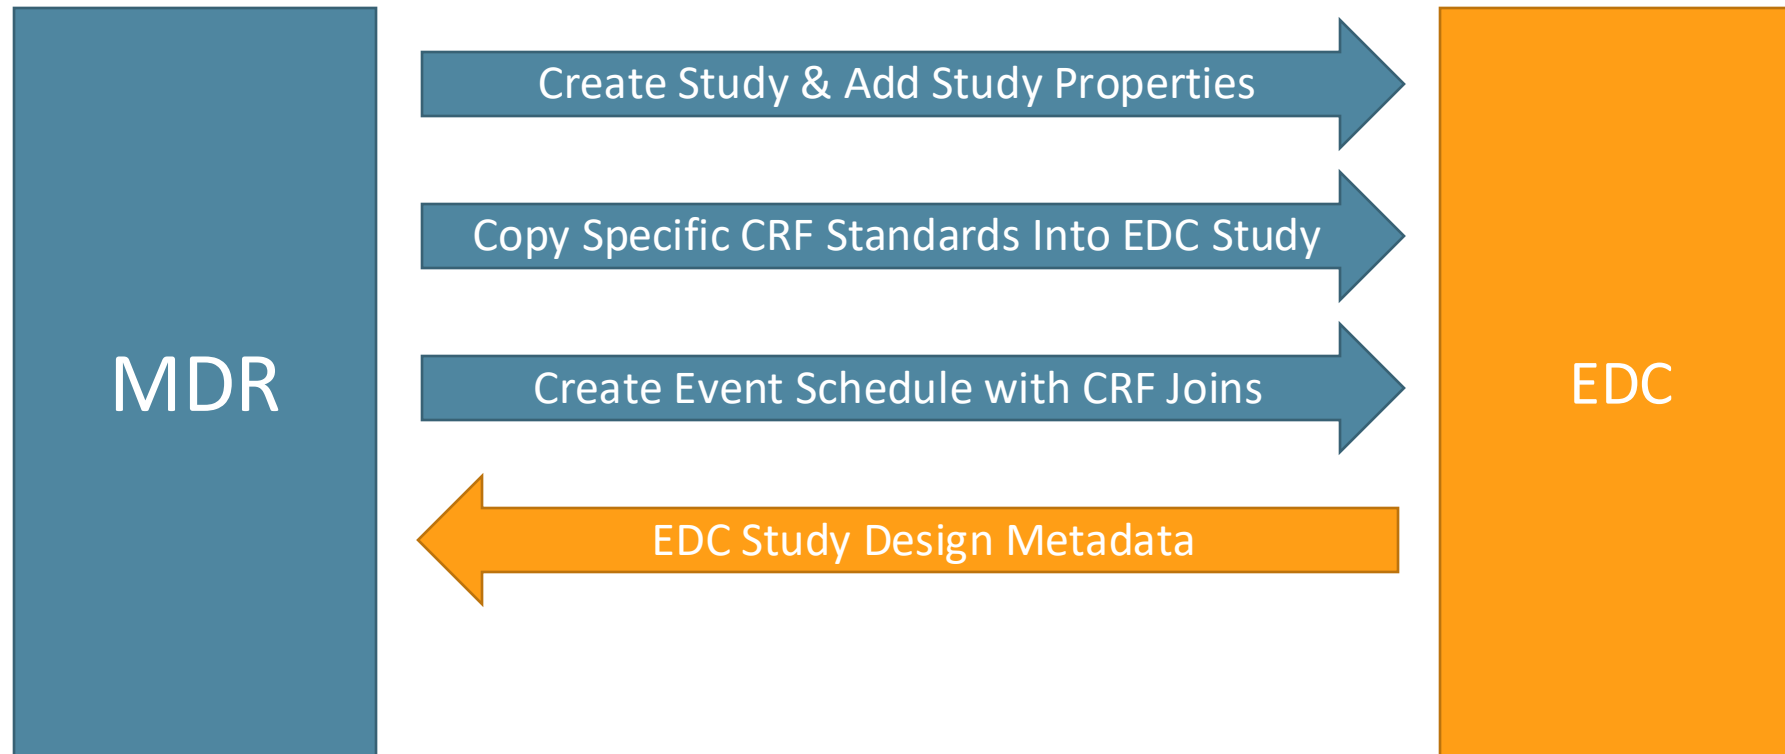 Create Study & Add Study Properties
Copy Specific CRF Standards Into EDC Study
MDR
Create Event Schedule with CRF Joins
EDC
EDC Study Design Metadata